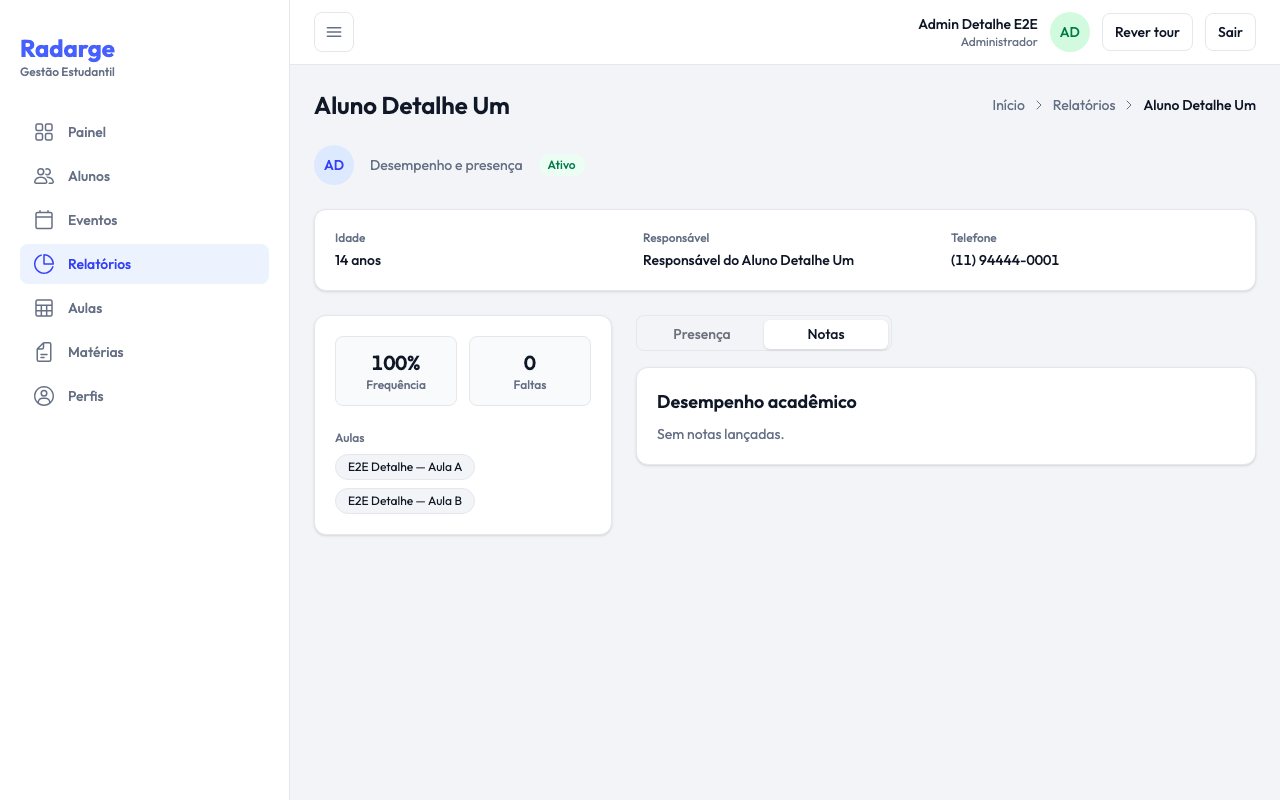 Radarge
Gestão Estudantil
Painel
Alunos
Eventos
Relatórios
Aulas
Matérias
Perfis
Admin Detalhe E2E
Administrador
AD
Rever tour
Sair
Aluno Detalhe Um
Início
Relatórios
Aluno Detalhe Um
AD
Desempenho e presença
Ativo
Idade
14 anos
Responsável
Responsável do Aluno Detalhe Um
Telefone
(11) 94444-0001
100%
Frequência
0
Faltas
Aulas
E2E Detalhe — Aula A
E2E Detalhe — Aula B
Presença
Notas
Desempenho acadêmico
Sem notas lançadas.